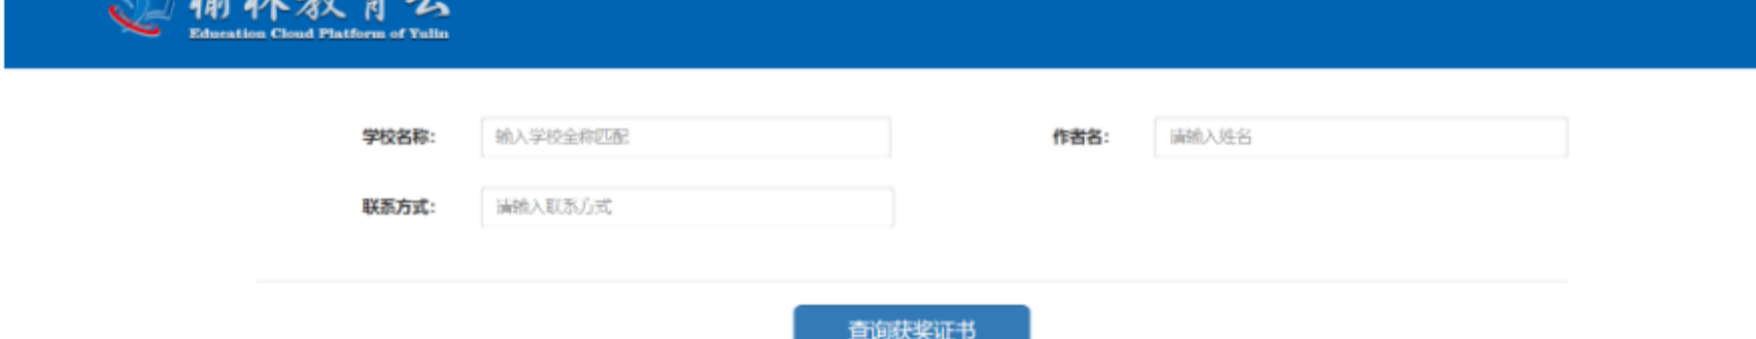 榆林教育云
Education Cloud Platform of Yulin
学校名称: 输入学校全称匹配 作者名: 请输入姓名
联系方式: 请输入联系方式
查询获奖证书